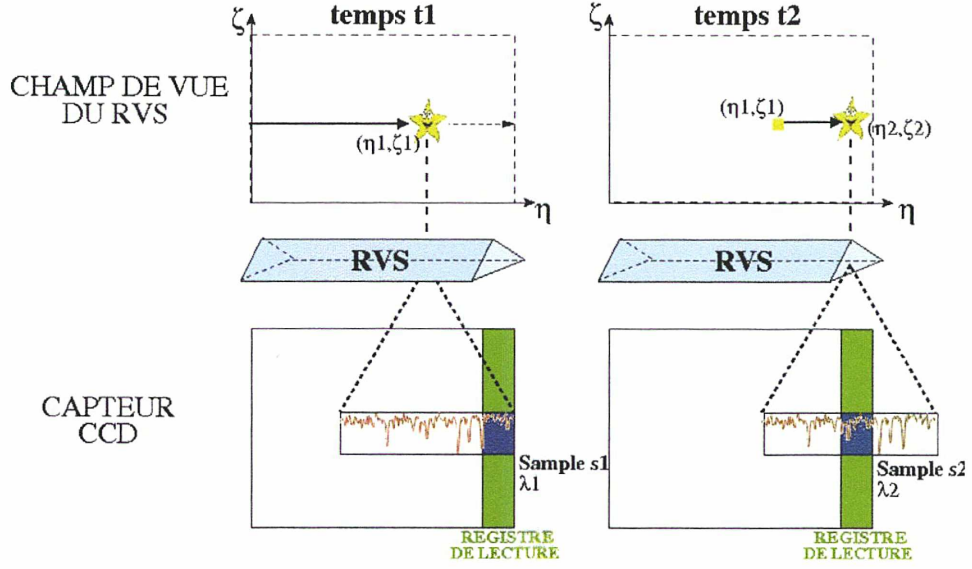 temps t1
temps t2
ζ
ζ
CHAMP DE VUE
DU RVS
(η1,ζ1)
(η1,ζ1)
(η2,ζ2)
η
η
RVS
RVS
CAPTEUR
CCD
Sample s1
λ1
Sample s2
λ2
REGISTRE
DE LECTURE
REGISTRE
DE LECTURE